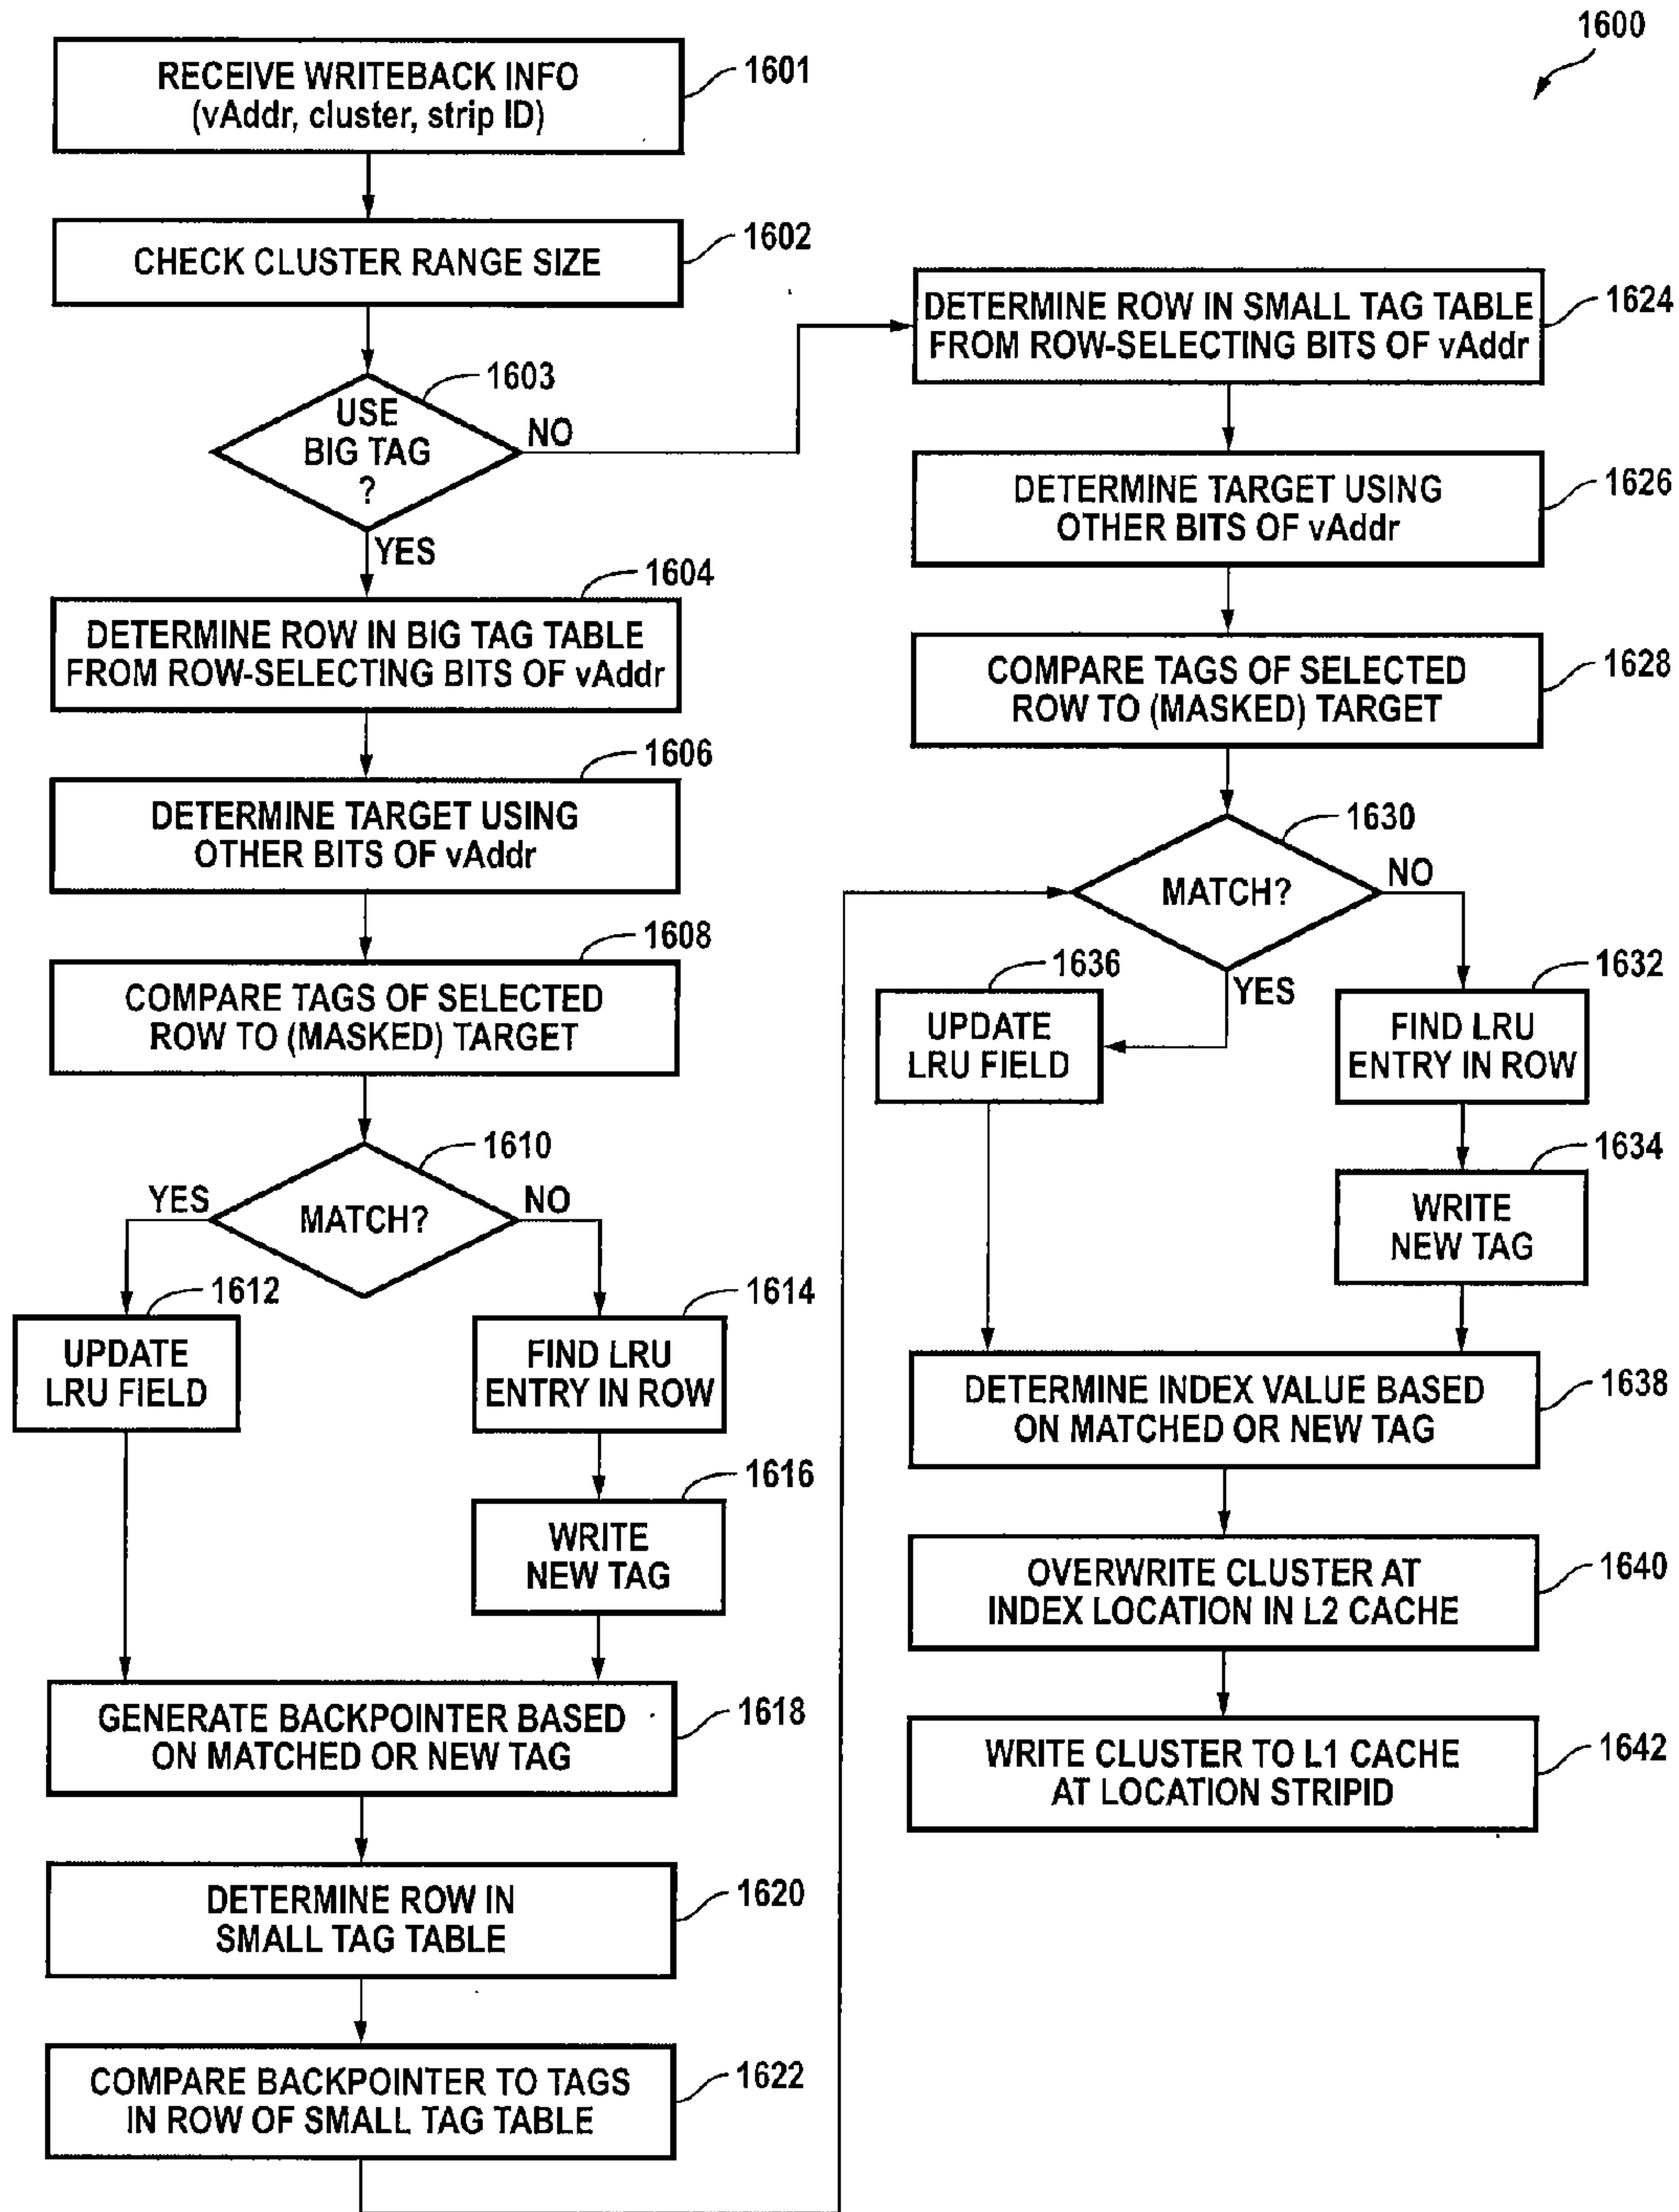 1600
RECEIVE WRITEBACK INFO
(vAddr, cluster, strip ID)
1601
CHECK CLUSTER RANGE SIZE
1602
USE
BIG TAG
?
1603
NO
YES
DETERMINE ROW IN BIG TAG TABLE
FROM ROW-SELECTING BITS OF vAddr
1604
DETERMINE TARGET USING
OTHER BITS OF vAddr
1606
COMPARE TAGS OF SELECTED
ROW TO (MASKED) TARGET
1608
MATCH?
1610
YES
NO
UPDATE
LRU FIELD
1612
FIND LRU
ENTRY IN ROW
1614
WRITE
NEW TAG
1616
GENERATE BACKPOINTER BASED
ON MATCHED OR NEW TAG
1618
DETERMINE ROW IN
SMALL TAG TABLE
1620
COMPARE BACKPOINTER TO TAGS
IN ROW OF SMALL TAG TABLE
1622
DETERMINE ROW IN SMALL TAG TABLE
FROM ROW-SELECTING BITS OF vAddr
1624
DETERMINE TARGET USING
OTHER BITS OF vAddr
1626
COMPARE TAGS OF SELECTED
ROW TO (MASKED) TARGET
1628
MATCH?
1630
NO
YES
UPDATE
LRU FIELD
1636
FIND LRU
ENTRY IN ROW
1632
WRITE
NEW TAG
1634
DETERMINE INDEX VALUE BASED
ON MATCHED OR NEW TAG
1638
OVERWRITE CLUSTER AT
INDEX LOCATION IN L2 CACHE
1640
WRITE CLUSTER TO L1 CACHE
AT LOCATION STRIPID
1642